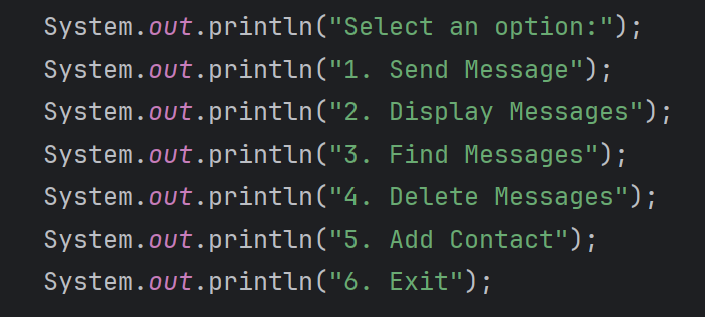 System.out.println("Select an option:");
System.out.println("1. Send Message");
System.out.println("2. Display Messages");
System.out.println("3. Find Messages");
System.out.println("4. Delete Messages");
System.out.println("5. Add Contact");
System.out.println("6. Exit");